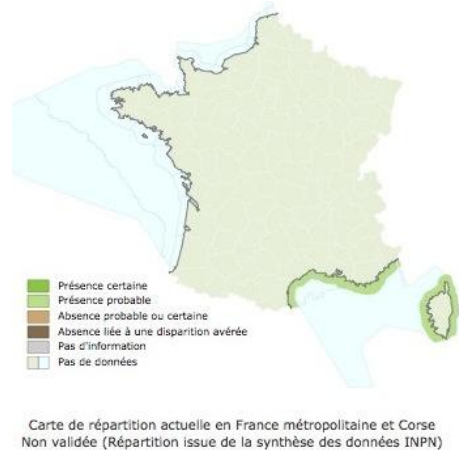 Présence certaine
Présence probable
Absence probable ou certaine
Absence liée à une disparition avérée
Pas d'information
Pas de données
Carte de répartition actuelle en France métropolitaine et Corse
Non validée (Répartition issue de la synthèse des données INPN)